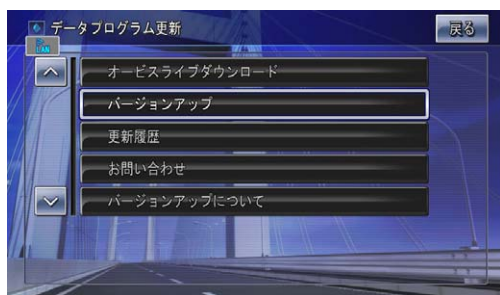 データプログラム更新
戻る
LAN
オービスライブダウンロード
バージョンアップ
更新履歴
お問い合わせ
バージョンアップについて